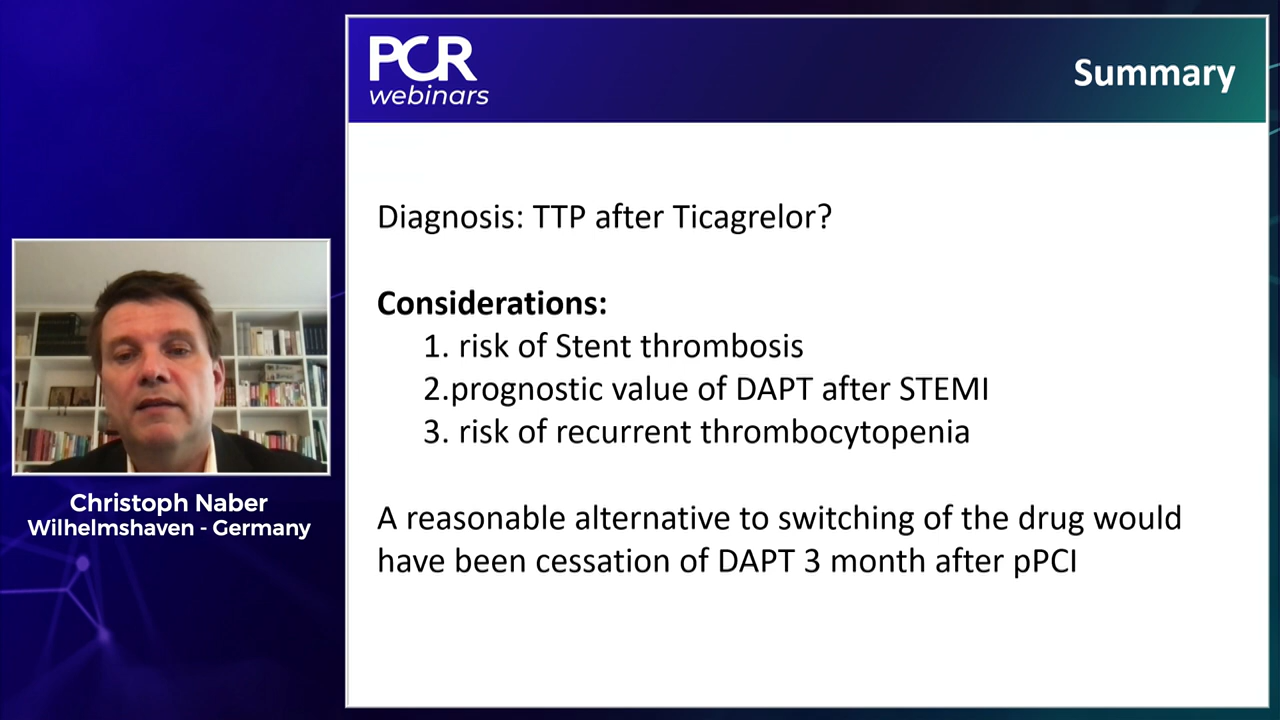 PCR
webinars
Summary
Diagnosis: TTP after Ticagrelor?
Considerations:
1. risk of Stent thrombosis
2.prognostic value of DAPT after STEMI
3. risk of recurrent thrombocytopenia
A reasonable alternative to switching of the drug would
have been cessation of DAPT 3 month after pPCI
Christoph Naber
Wilhelmshaven - Germany